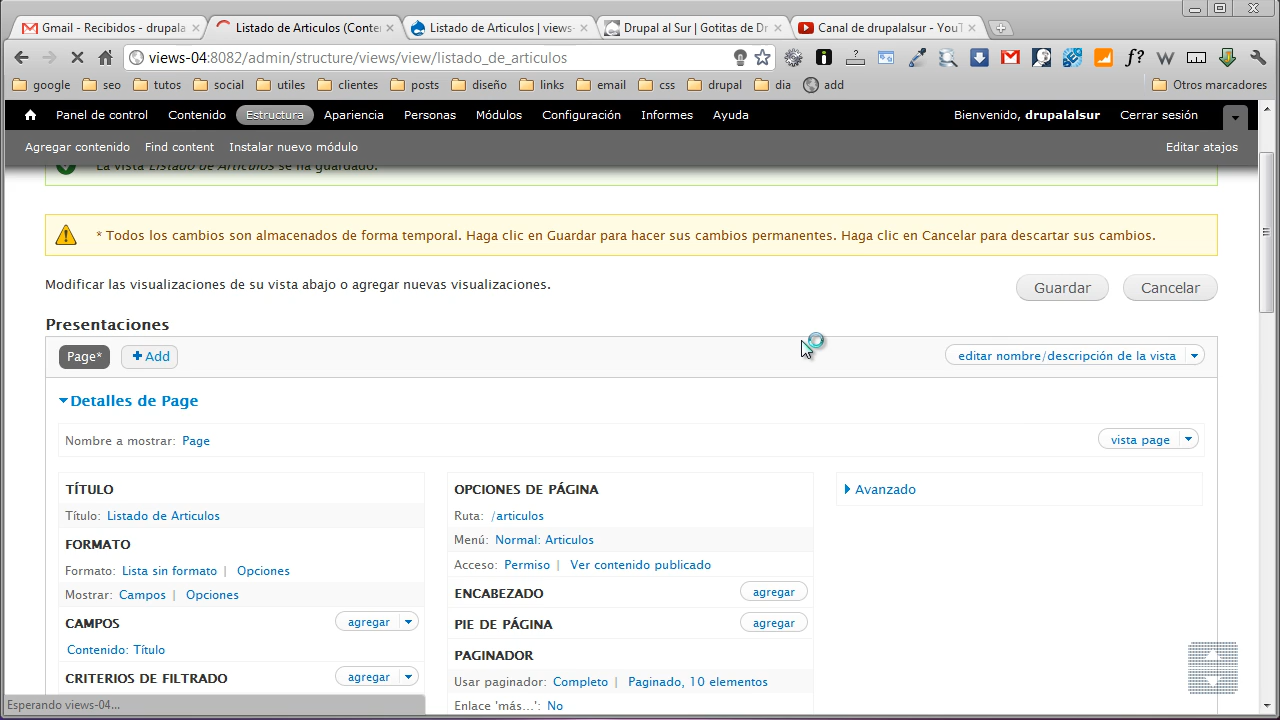 Gmail - Recibidos - drupala
Listado de Articulos (Conte
Listado de Articulos | views-
Drupal al Sur | Gotitas de Dr
Canal de drupalalsur - YouT
views-04:8082/admin/structure/views/view/listado_de_articulos
google seo tutos social utiles clientes posts diseño links email css drupal dia add Otros marcadores
Panel de control Contenido Estructura Apariencia Personas Módulos Configuración Informes Ayuda Bienvenido, drupalalsur Cerrar sesión
Agregar contenido Find content Instalar nuevo módulo Editar atajos
La vista Listado de Articulos se ha guardado.
* Todos los cambios son almacenados de forma temporal. Haga clic en Guardar para hacer sus cambios permanentes. Haga clic en Cancelar para descartar sus cambios.
Modificar las visualizaciones de su vista abajo o agregar nuevas visualizaciones.
Guardar Cancelar
Presentaciones
Page* + Add editar nombre/descripción de la vista
Detalles de Page
Nombre a mostrar: Page vista page
TÍTULO
Título: Listado de Articulos
FORMATO
Formato: Lista sin formato | Opciones
Mostrar: Campos | Opciones
CAMPOS agregar
Contenido: Título
CRITERIOS DE FILTRADO agregar
OPCIONES DE PÁGINA
Ruta: /articulos
Menú: Normal: Articulos
Acceso: Permiso | Ver contenido publicado
ENCABEZADO agregar
PIE DE PÁGINA agregar
PAGINADOR
Usar paginador: Completo | Paginado, 10 elementos
Enlace 'más...': No
Avanzado
Esperando views-04...